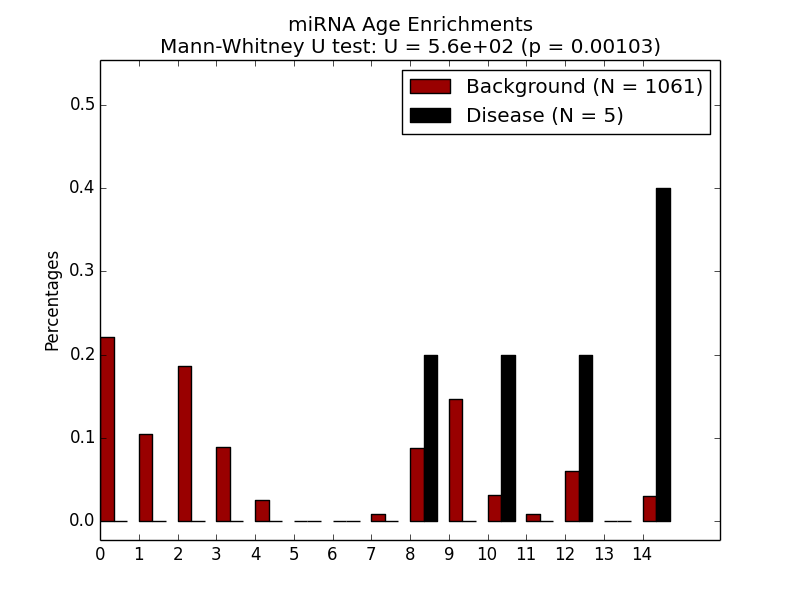 miRNA Age Enrichments
Mann-Whitney U test: U = 5.6e+02 (p = 0.00103)
Background (N = 1061)
Disease (N = 5)
Percentages
0.5
0.4
0.3
0.2
0.1
0.0
0 1 2 3 4 5 6 7 8 9 10 11 12 13 14